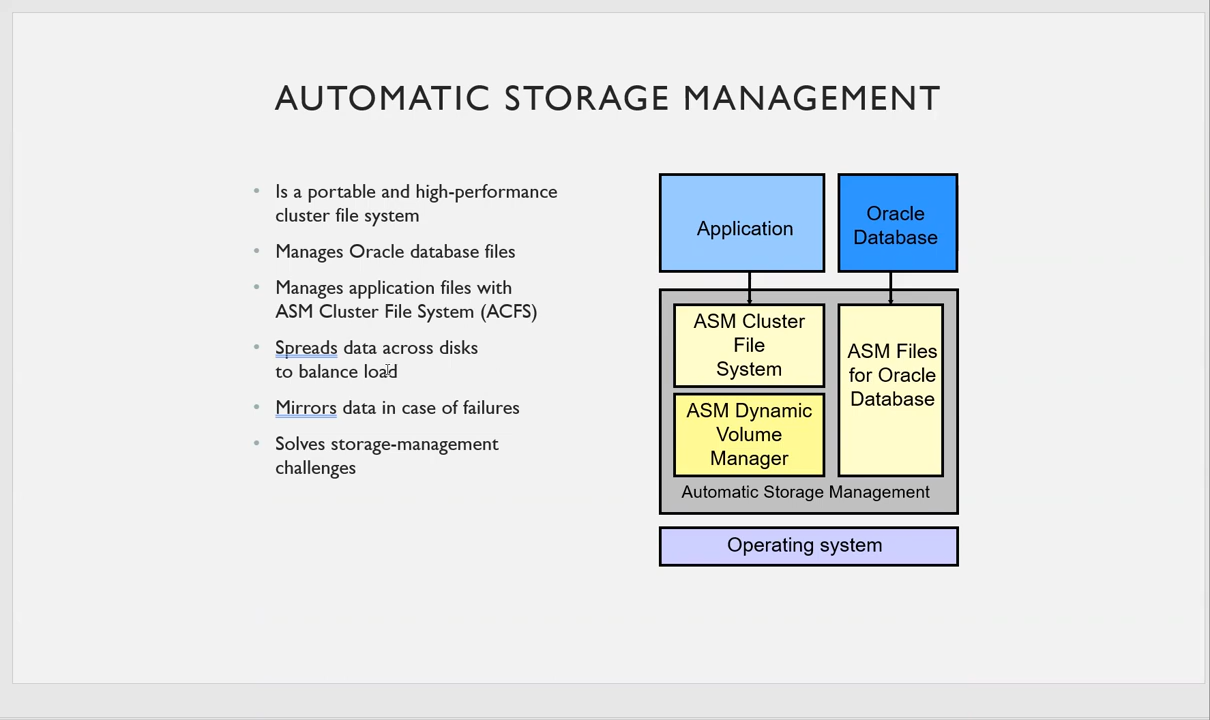 AUTOMATIC STORAGE MANAGEMENT
• Is a portable and high-performance
cluster file system
• Manages Oracle database files
• Manages application files with
ASM Cluster File System (ACFS)
• Spreads data across disks
to balance load
• Mirrors data in case of failures
• Solves storage-management
challenges
Application
Oracle
Database
ASM Cluster
File
System
ASM Dynamic
Volume
Manager
ASM Files
for Oracle
Database
Automatic Storage Management
Operating system